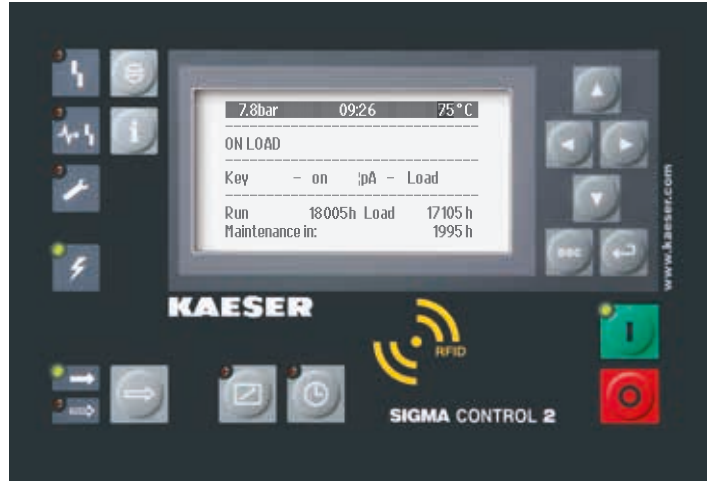 7.8bar 09:26 75°C
ON LOAD
Key - on ¦pA - Load
Run 18005h Load 17105h
Maintenance in: 1995h
esc
www.kaeser.com
KAESER
RFID
I
SIGMA CONTROL 2